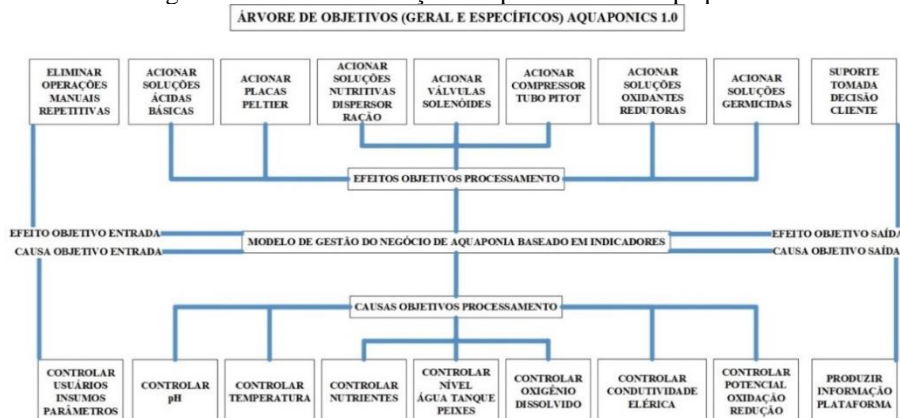 ÁRVORE DE OBJETIVOS (GERAL E ESPECÍFICOS) AQUAPONICS 1.0
ELIMINAR
OPERAÇÕES
MANUAIS
REPETITIVAS
ACIONAR
SOLUÇÕES
ÁCIDAS
BÁSICAS
ACIONAR
PLACAS
PELTIER
ACIONAR
SOLUÇÕES
NUTRITIVAS
DISPERSOR
RAÇÃO
ACIONAR
VÁLVULAS
SOLENÓIDES
ACIONAR
COMPRESSOR
TUBO PITOT
ACIONAR
SOLUÇÕES
OXIDANTES
REDUTORAS
ACIONAR
SOLUÇÕES
GERMICIDAS
SUPORTE
TOMADA
DECISÃO
CLIENTE
EFEITOS OBJETIVOS PROCESSAMENTO
EFEITO OBJETIVO ENTRADA
CAUSA OBJETIVO ENTRADA
MODELO DE GESTÃO DO NEGÓCIO DE AQUAPONIA BASEADO EM INDICADORES
EFEITO OBJETIVO SAÍDA
CAUSA OBJETIVO SAÍDA
CAUSAS OBJETIVOS PROCESSAMENTO
CONTROLAR
USUÁRIOS
INSUMOS
PARÂMETROS
CONTROLAR
pH
CONTROLAR
TEMPERATURA
CONTROLAR
NUTRIENTES
CONTROLAR
NÍVEL
ÁGUA TANQUE
PEIXES
CONTROLAR
OXIGÊNIO
DISSOLVIDO
CONTROLAR
CONDUTIVIDADE
ELÉRICA
CONTROLAR
POTENCIAL
OXIDAÇÃO
REDUÇÃO
PRODUZIR
INFORMAÇÃO
PLATAFORMA